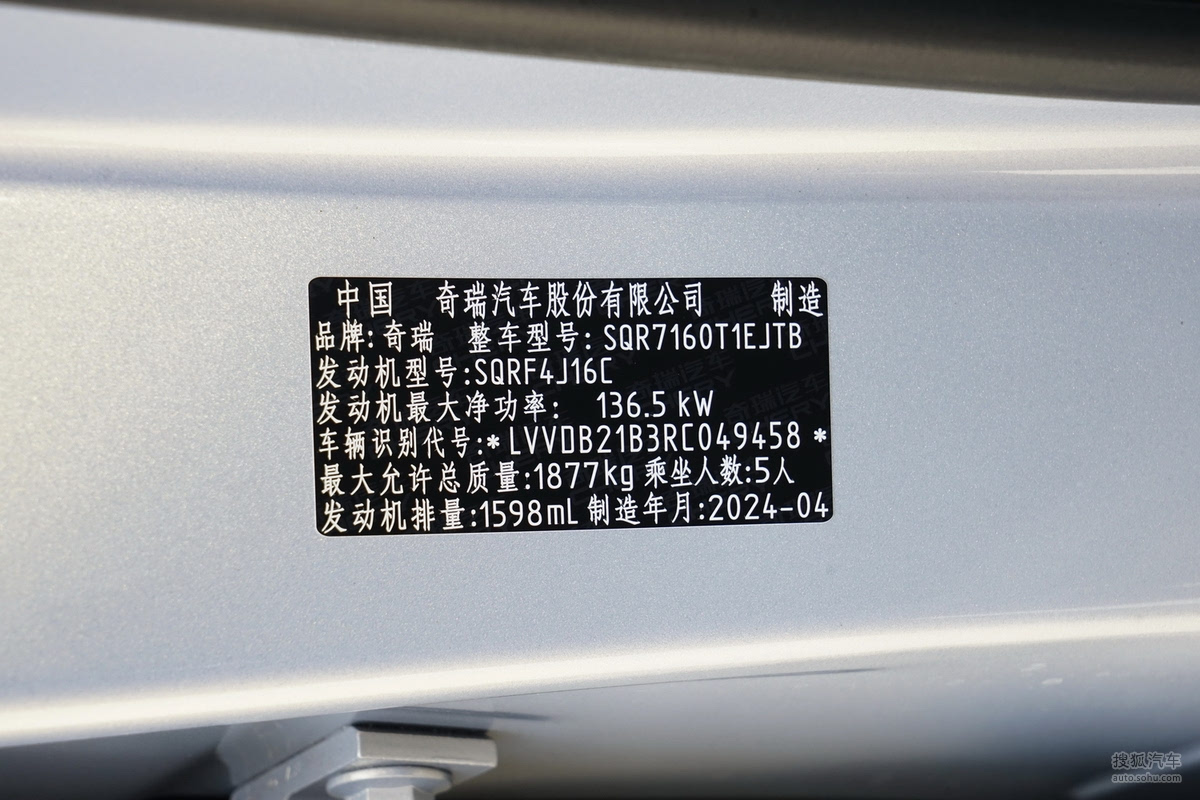 中国 奇瑞汽车股份有限公司 制造
品牌:奇瑞 整车型号:SQR7160T1EJTB
发动机型号:SQRF4J16C
发动机最大净功率: 136.5 kW
车辆识别代号:*LVVDB21B3RC049458*
最大允许总质量:1877kg 乘坐人数:5人
发动机排量:1598mL 制造年月:2024-04
搜狐汽车
auto.sohu.com